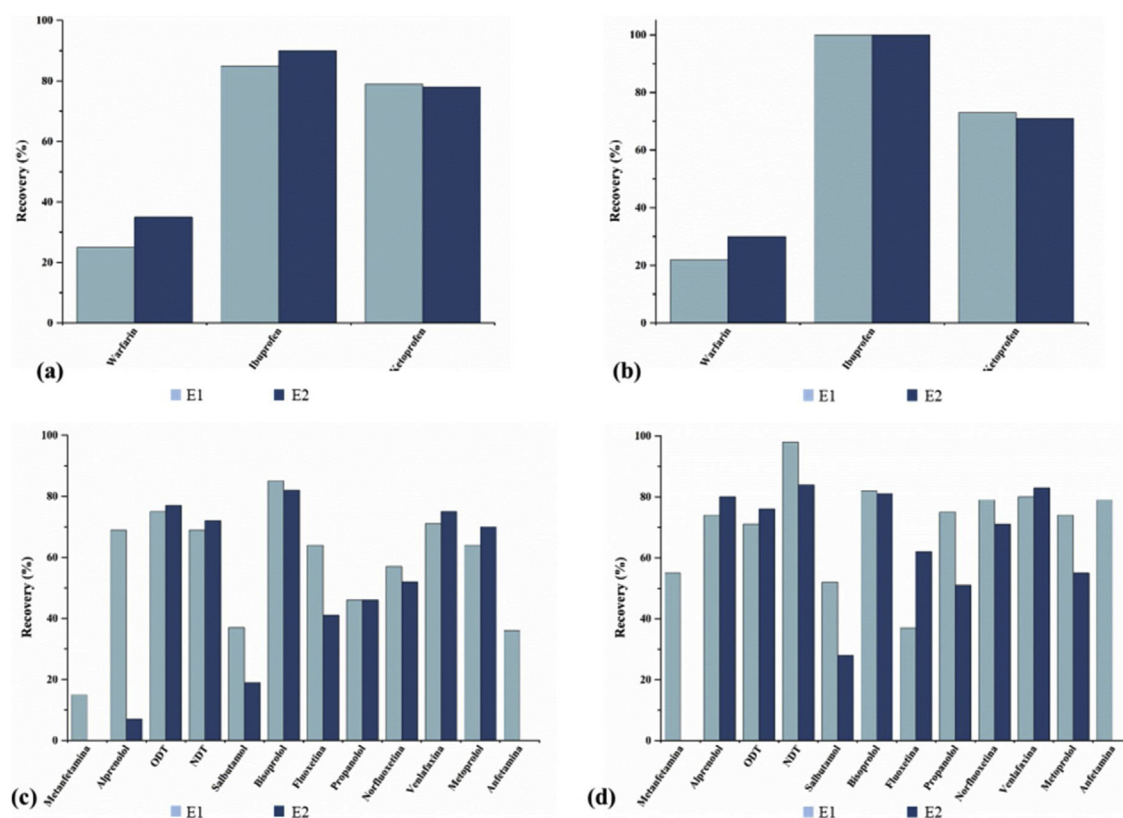 100
80
60
40
20
0
Recovery (%)
Warfarin
Ibuprofen
Ketoprofen
(a)
E1 E2
100
80
60
40
20
0
Recovery (%)
Warfarin
Ibuprofen
Ketoprofen
(b)
E1 E2
100
80
60
40
20
0
Recovery (%)
Metanfetamina
Alprenolol
ODT
NDT
Salbutamol
Bisoprolol
Fluoxetina
Propanolol
Norfluoxetina
Venlafaxina
Metoprolol
Anfetamina
(c)
E1 E2
100
80
60
40
20
0
Recovery (%)
Metanfetamina
Alprenolol
ODT
NDT
Salbutamol
Bisoprolol
Fluoxetina
Propanolol
Norfluoxetina
Venlafaxina
Metoprolol
Anfetamina
(d)
E1 E2